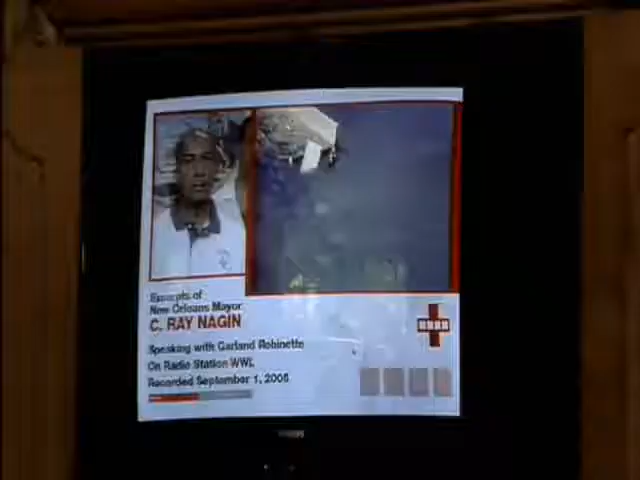 Excerpts of
New Orleans Mayor
C. RAY NAGIN
Speaking with Garland Robinette
On Radio Station WWL
Recorded September 1, 2005